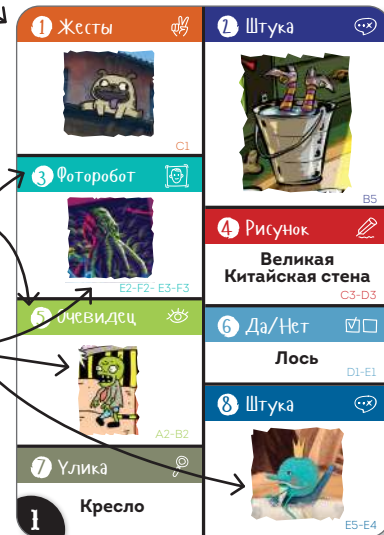 1 Жесты
C1
2 Штука
B5
3 Фоторобот
E2-F2- E3-F3
4 Рисунок
Великая
Китайская стена
C3-D3
5 Очевидец
A2-B2
6 Да/Нет
Лось
D1-E1
7 Улика
Кресло
8 Штука
E5-E4
1